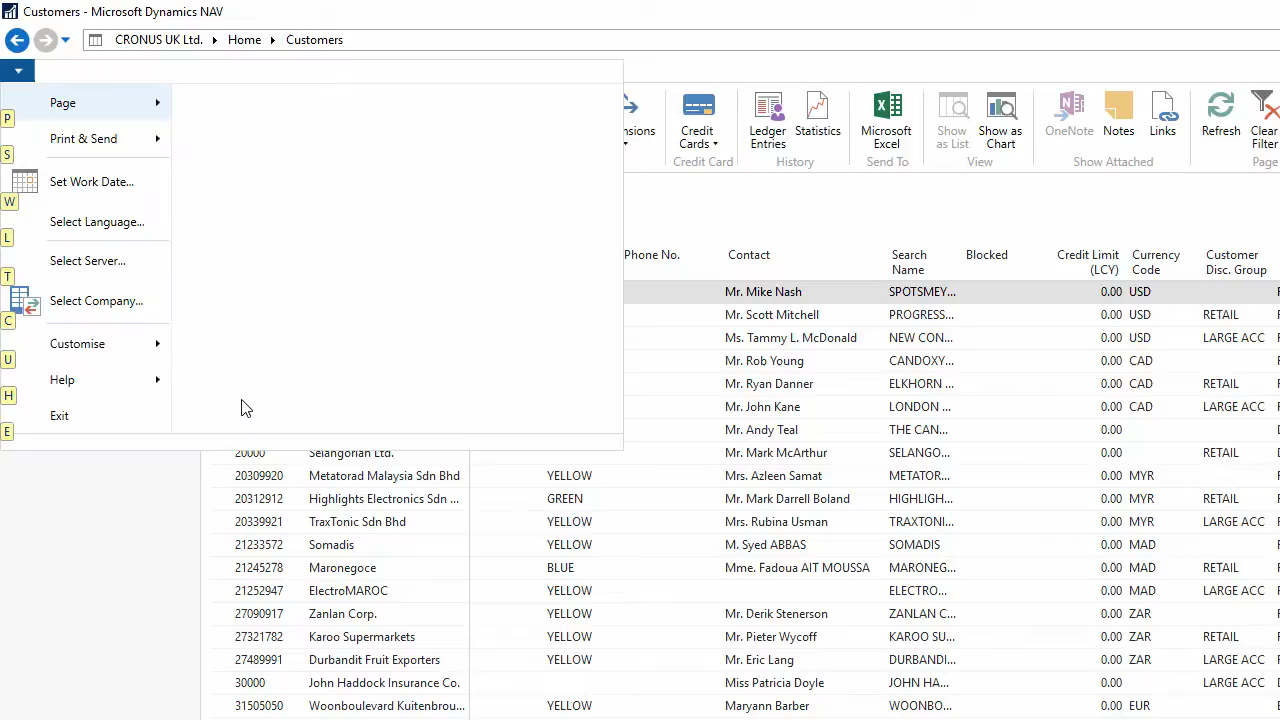 Customers - Microsoft Dynamics NAV
CRONUS UK Ltd. Home Customers
Page
P
Print & Send
S
Set Work Date...
W
Select Language...
L
Select Server...
T
Select Company...
C
Customise
U
Help
H
Exit
E
Credit Cards
Credit Card
Ledger Entries
Statistics
History
Microsoft Excel
Send To
Show as List
Show as Chart
View
OneNote
Notes
Links
Show Attached
Refresh
Clear Filter
Page
Phone No. Contact Search Name Blocked Credit Limit (LCY) Currency Code Customer Disc. Group
Mr. Mike Nash SPOTSMEY... 0.00 USD
Mr. Scott Mitchell PROGRESS... 0.00 USD RETAIL
Ms. Tammy L. McDonald NEW CON... 0.00 USD LARGE ACC
Mr. Rob Young CANDOXY... 0.00 CAD
Mr. Ryan Danner ELKHORN ... 0.00 CAD RETAIL
Mr. John Kane LONDON ... 0.00 CAD LARGE ACC
Mr. Andy Teal THE CAN... 0.00
20000 Selangorian Ltd. Mr. Mark McArthur SELANGO... 0.00 RETAIL
20309920 Metatorad Malaysia Sdn Bhd YELLOW Mrs. Azleen Samat METATOR... 0.00 MYR
20312912 Highlights Electronics Sdn ... GREEN Mr. Mark Darrell Boland HIGHLIGH... 0.00 MYR RETAIL
20339921 TraxTonic Sdn Bhd YELLOW Mrs. Rubina Usman TRAXTONI... 0.00 MYR LARGE ACC
21233572 Somadis YELLOW M. Syed ABBAS SOMADIS 0.00 MAD
21245278 Maronegoce BLUE Mme. Fadoua AIT MOUSSA MARONEG... 0.00 MAD RETAIL
21252947 ElectroMAROC YELLOW ELECTRO... 0.00 MAD LARGE ACC
27090917 Zanlan Corp. YELLOW Mr. Derik Stenerson ZANLAN C... 0.00 ZAR
27321782 Karoo Supermarkets YELLOW Mr. Pieter Wycoff KAROO SU... 0.00 ZAR RETAIL
27489991 Durbandit Fruit Exporters YELLOW Mr. Eric Lang DURBANDI... 0.00 ZAR LARGE ACC
30000 John Haddock Insurance Co. Miss Patricia Doyle JOHN HA... 0.00 LARGE ACC
31505050 Woonboulevard Kuitenbrou... YELLOW Maryann Barber WOONBO... 0.00 EUR